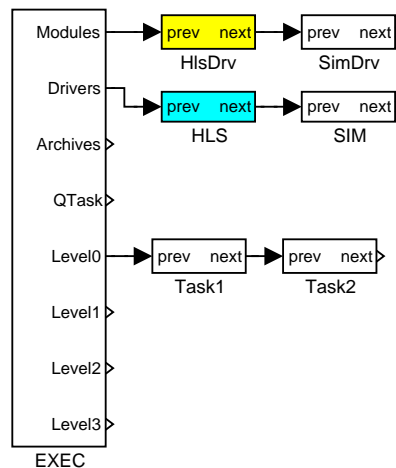 Modules
prev next prev next
HlsDrv SimDrv
Drivers
prev next prev next
HLS SIM
Archives
QTask
Level0
prev next prev next
Task1 Task2
Level1
Level2
Level3
EXEC